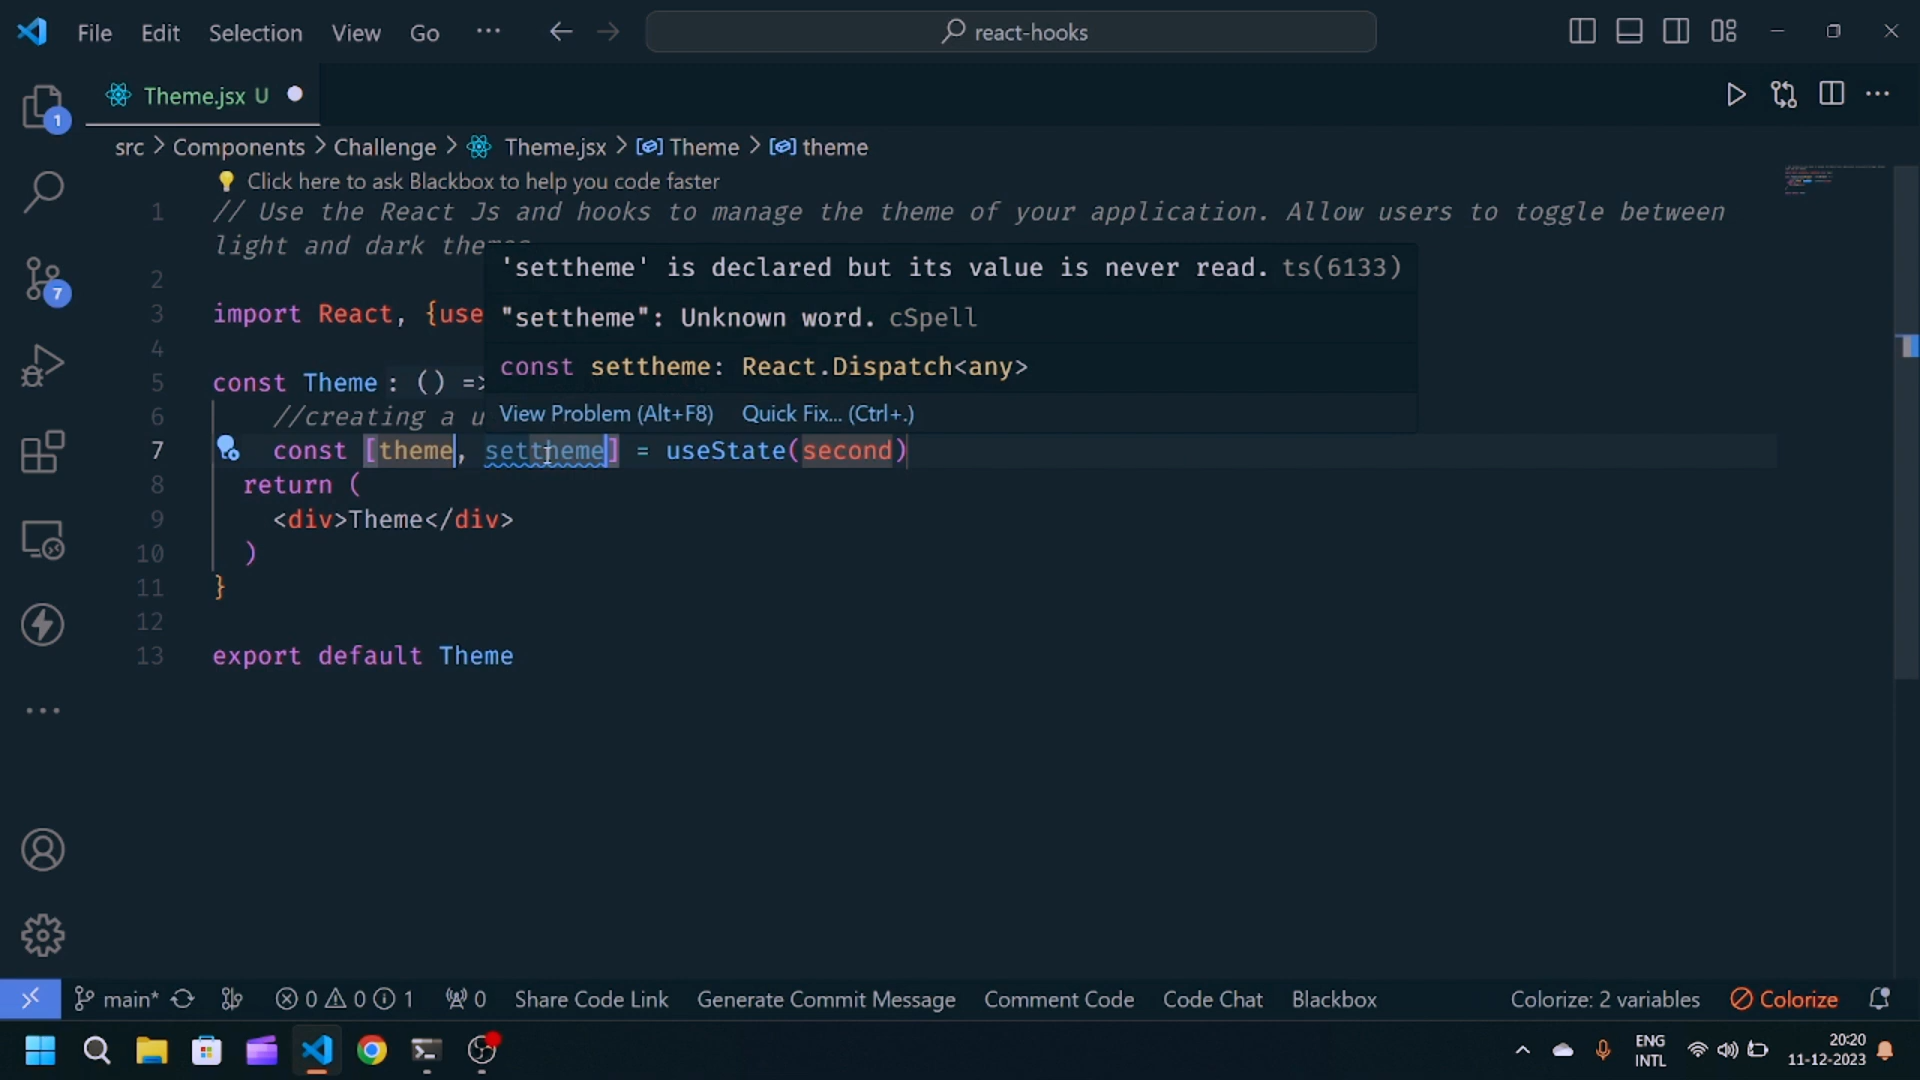 File Edit Selection View Go ··· react-hooks
Theme.jsx U
1
src > Components > Challenge > Theme.jsx > Theme > theme
Click here to ask Blackbox to help you code faster
1 // Use the React Js and hooks to manage the theme of your application. Allow users to toggle between
light and dark themes
2
'settheme' is declared but its value is never read. ts(6133)
7
3 import React, {use
"settheme": Unknown word. cSpell
4
5 const Theme: () =>
const settheme: React.Dispatch<any>
6 //creating a u
View Problem (Alt+F8) Quick Fix... (Ctrl+.)
7 const [theme, settheme] = useState(second)
8 return (
9 <div>Theme</div>
10 )
11 }
12
13 export default Theme
main* 0 0 1 0 Share Code Link Generate Commit Message Comment Code Code Chat Blackbox Colorize: 2 variables Colorize
ENG
INTL
20:20
11-12-2023